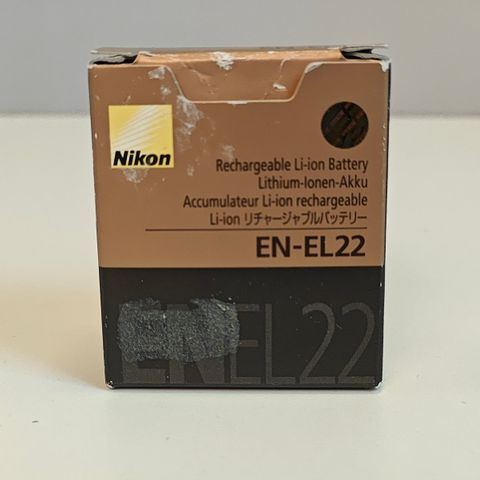 Nikon
Rechargeable Li-ion Battery
Lithium-Ionen-Akku
Accumulateur Li-ion rechargeable
Li-ion リチャージャブルバッテリー
EN-EL22
ENEL22